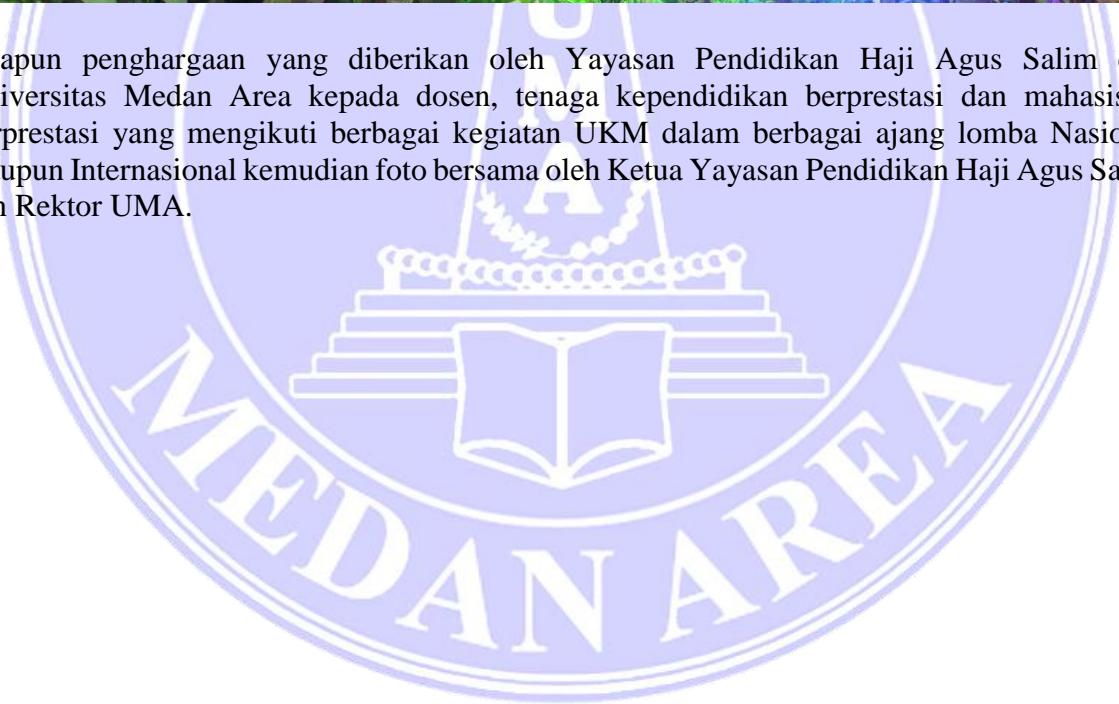 apun penghargaan yang diberikan oleh Yayasan Pendidikan Haji Agus Salim
iversitas Medan Area kepada dosen, tenaga kependidikan berprestasi dan mahasis
rprestasi yang mengikuti berbagai kegiatan UKM dalam berbagai ajang lomba Nasio
upun Internasional kemudian foto bersama oleh Ketua Yayasan Pendidikan Haji Agus Sa
n Rektor UMA.
U
M
A
MEDAN AREA